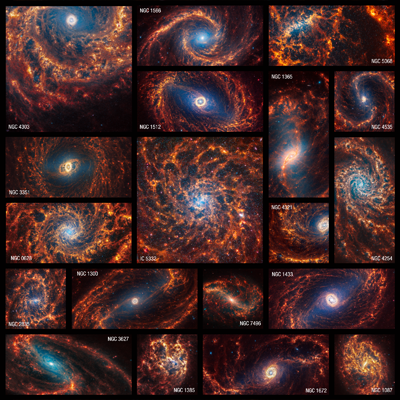 NGC 1566
NGC 5068
NGC 4303
NGC 1365
NGC 1512
NGC 4535
NGC 3351
NGC 0628
IC 5332
NGC 4321
NGC 4254
NGC 1300
NGC 1433
NGC 7496
NGC 3627
NGC 1385
NGC 1672
NGC 1087